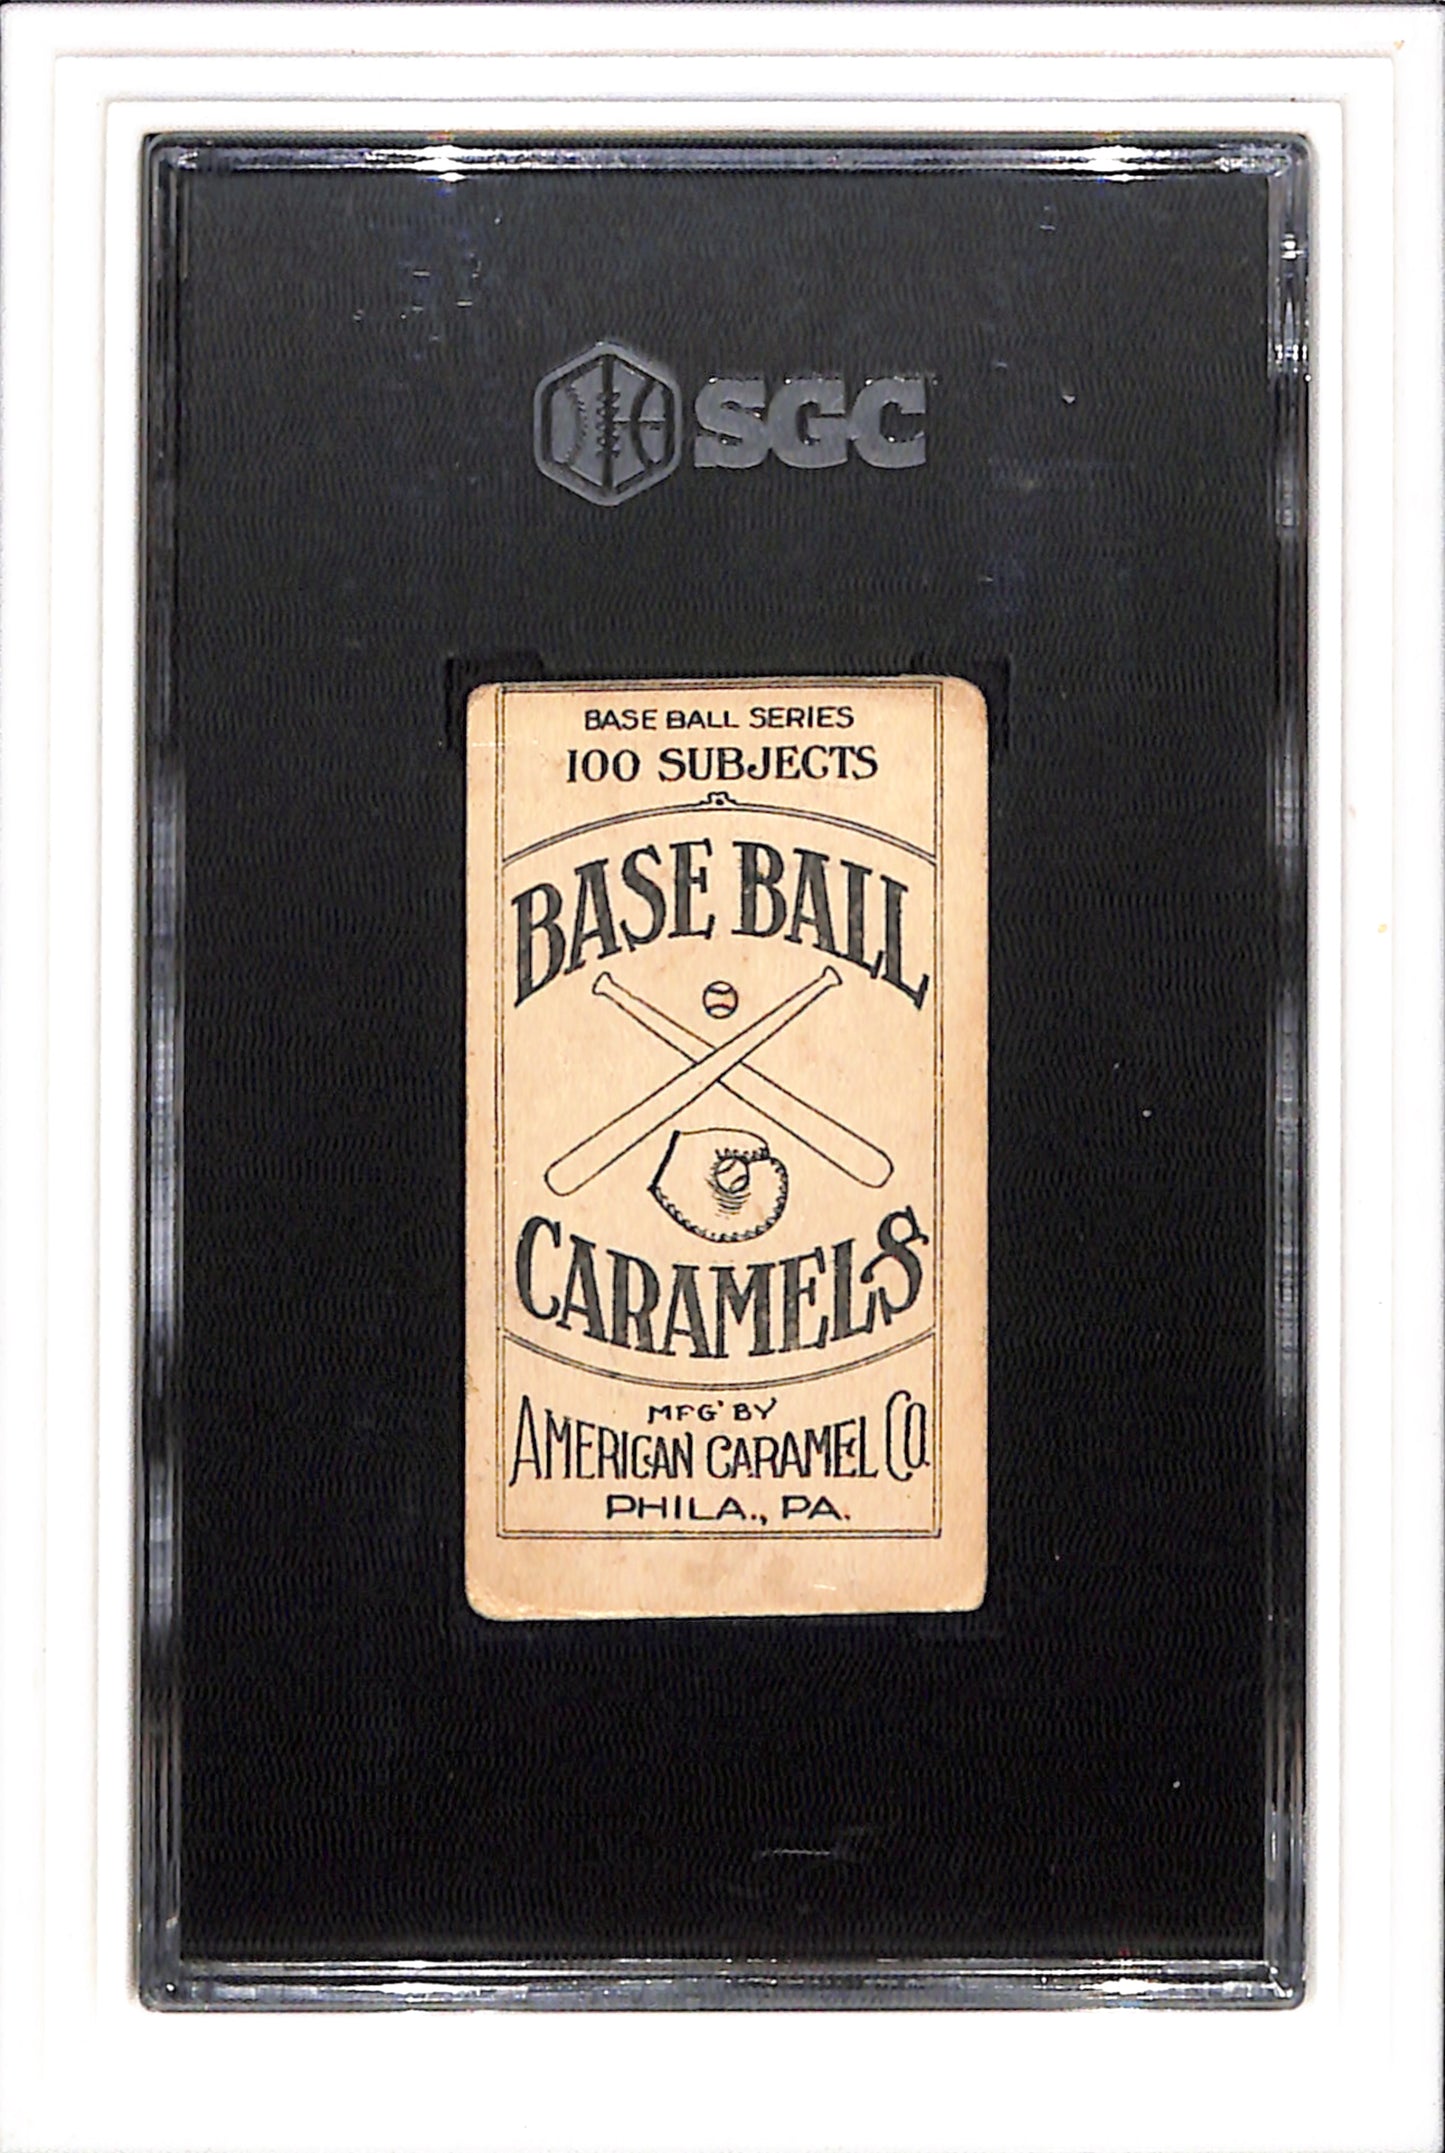 SGC
BASE BALL SERIES
100 SUBJECTS
BASE BALL
CARAMELS
MFG' BY
AMERICAN CARAMEL CO.
PHILA., PA.